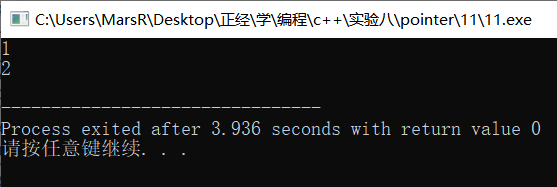 C:\Users\MarsR\Desktop\正经\学\编程\c++\实验八\pointer\11\11.exe
1
2
--------------------------------
Process exited after 3.936 seconds with return value 0
请按任意键继续. . .